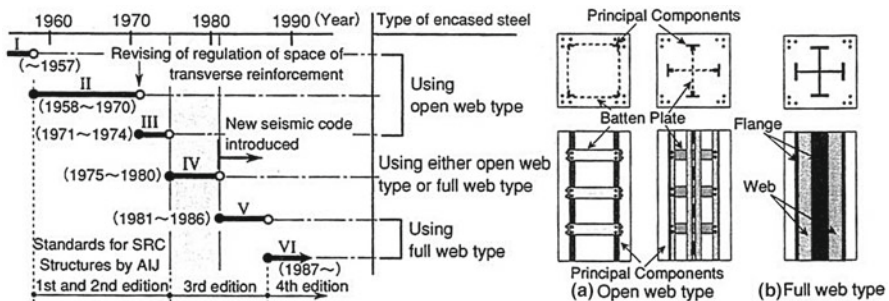 1960 1970 1980 1990 (Year)
Type of encased steel
I
(~1957)
Revising of regulation of space of
transverse reinforcement
II
(1958~1970)
III
(1971~1974)
New seismic code
introduced
IV
(1975~1980)
V
(1981~1986)
VI
(1987~)
Standards for SRC
Structures by AIJ
1st and 2nd edition
3rd edition
4th edition
Using
open web type
Using either open web
type or full web type
Using
full web type
Principal Components
Batten Plate
Flange
Web
Principal Components
(a) Open web type
(b) Full web type